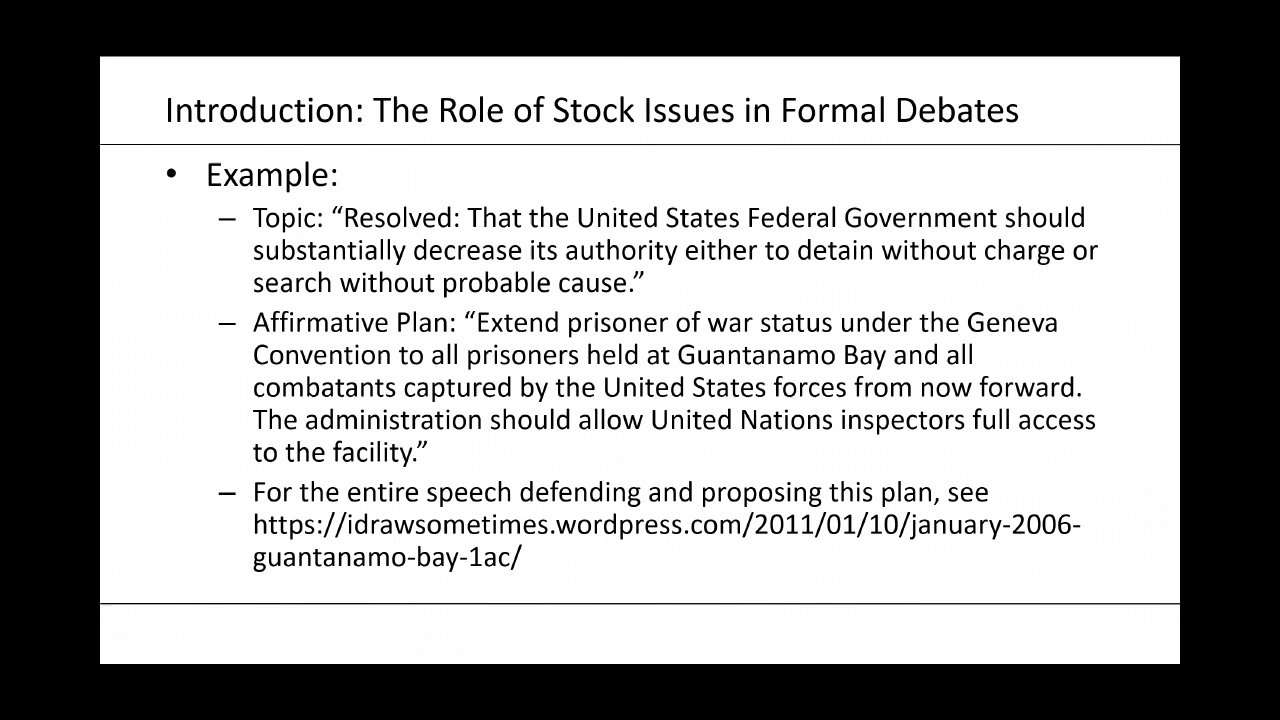 Introduction: The Role of Stock Issues in Formal Debates
• Example:
– Topic: “Resolved: That the United States Federal Government should
substantially decrease its authority either to detain without charge or
search without probable cause.”
– Affirmative Plan: “Extend prisoner of war status under the Geneva
Convention to all prisoners held at Guantanamo Bay and all
combatants captured by the United States forces from now forward.
The administration should allow United Nations inspectors full access
to the facility.”
– For the entire speech defending and proposing this plan, see
https://idrawsometimes.wordpress.com/2011/01/10/january-2006-
guantanamo-bay-1ac/